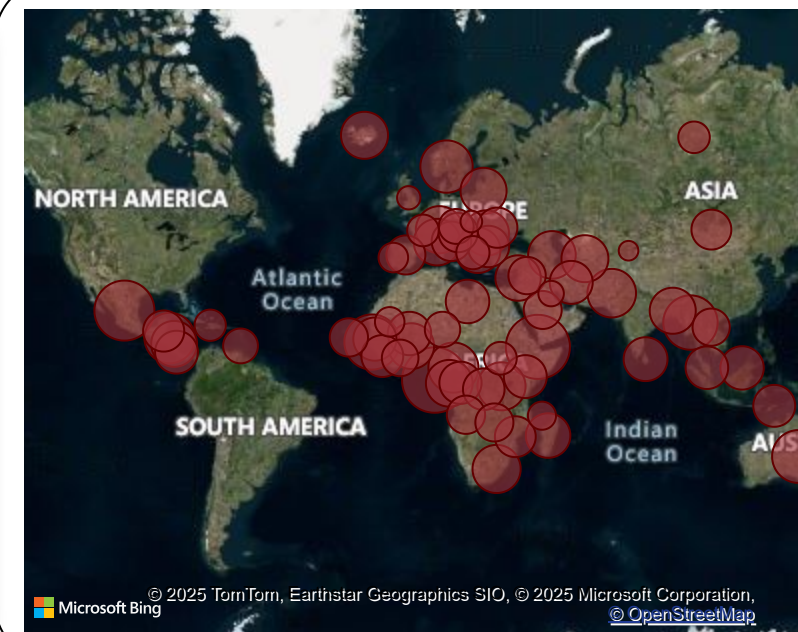 NORTH AMERICA
ASIA
Atlantic
Ocean
SOUTH AMERICA
Indian
Ocean
AUS
Microsoft Bing
© 2025 TomTom, Earthstar Geographics SIO, © 2025 Microsoft Corporation,
© OpenStreetMap